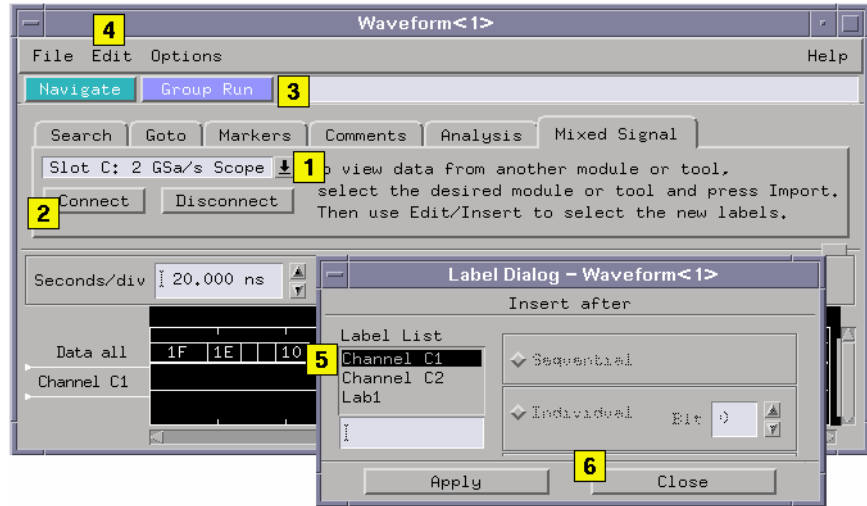 Waveform<1>
4
File Edit Options Help
Navigate Group Run 3
Search Goto Markers Comments Analysis Mixed Signal
Slot C: 2 GSa/s Scope 1 o view data from another module or tool,
select the desired module or tool and press Import.
2 Connect Disconnect
Then use Edit/Insert to select the new labels.
Seconds/div 20.000 ns
Label Dialog – Waveform<1>
Insert after
Label List
Data all 1F 1E 10
5 Channel C1
Sequential
Channel C1
Channel C2
Lab1
Individual Bit 0
6
Apply Close